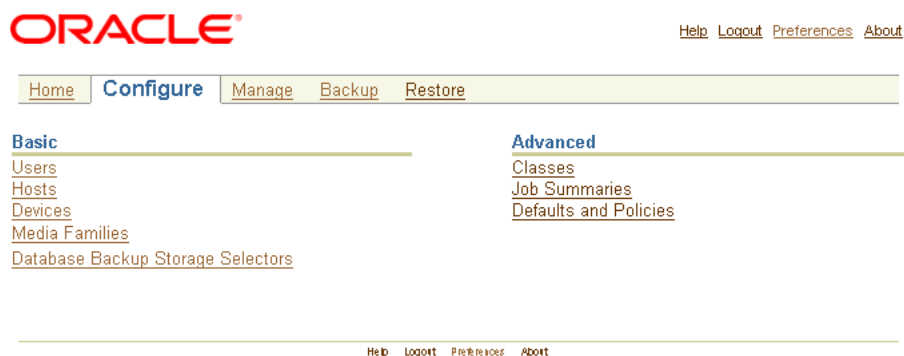 ORACLE
Help Logout Preferences About
Home Configure Manage Backup Restore
Basic
Users
Hosts
Devices
Media Families
Database Backup Storage Selectors
Advanced
Classes
Job Summaries
Defaults and Policies
Help Logout Preferences About